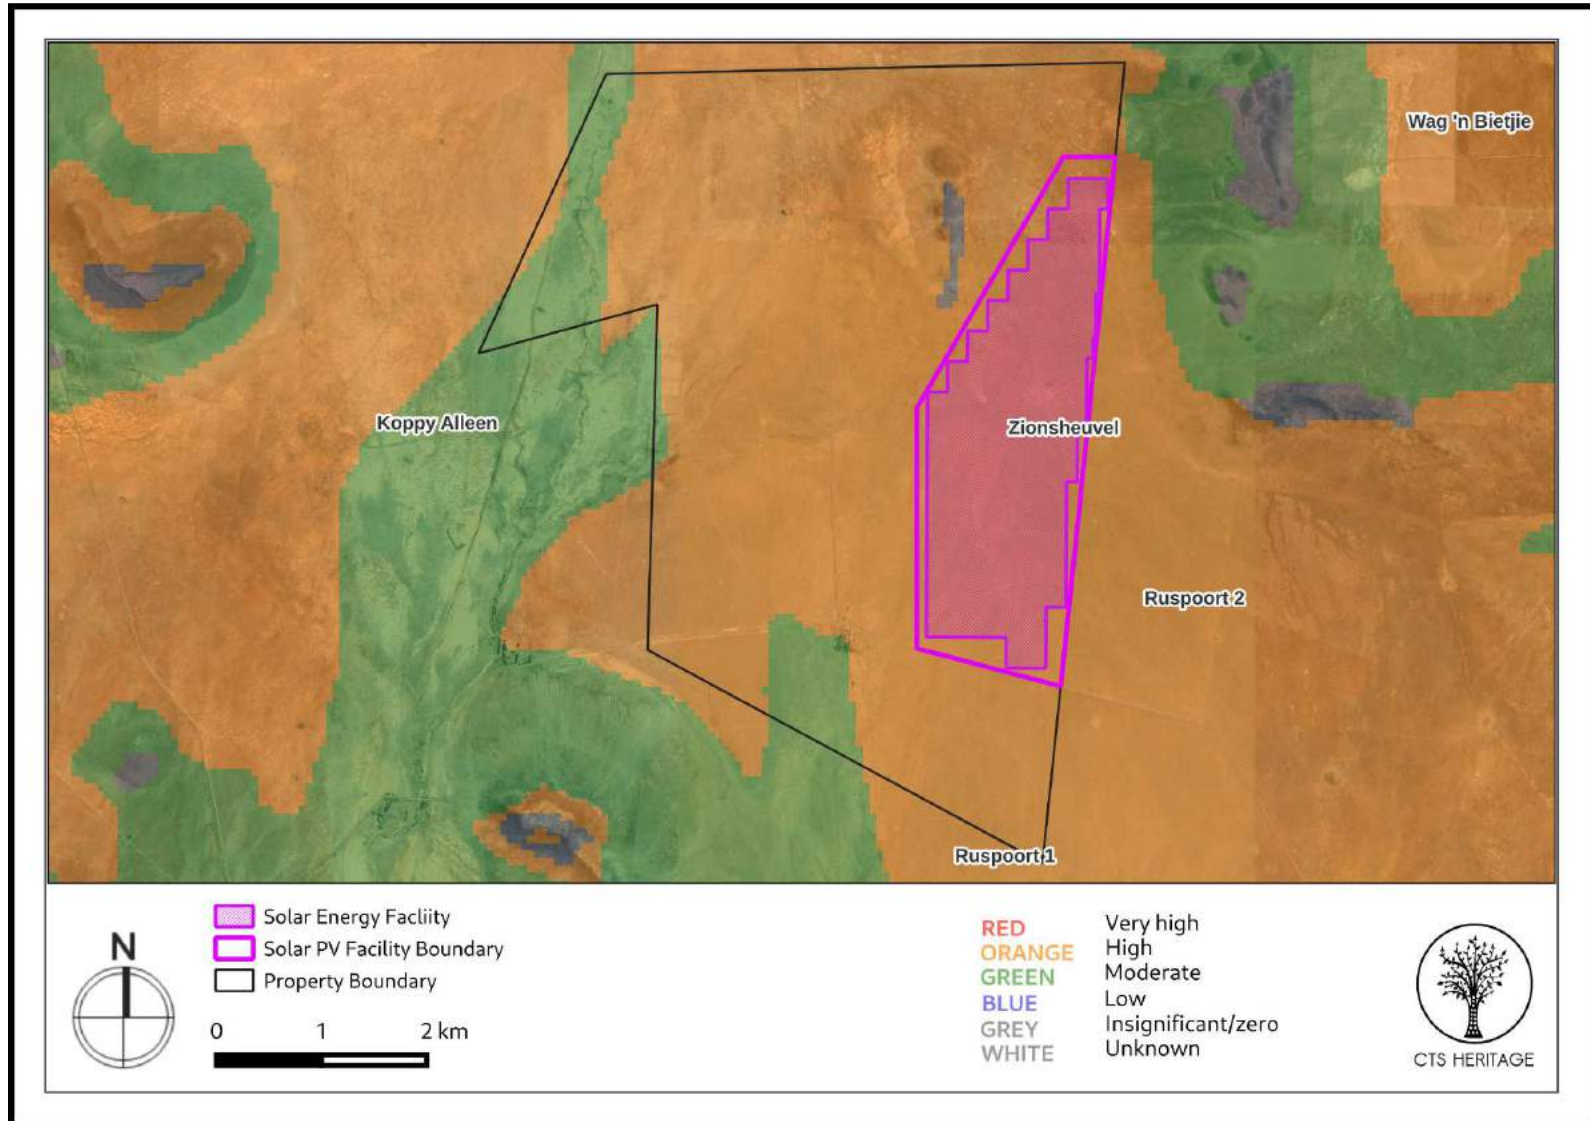 Wag 'n Bietjie
Koppy Alleen
Zionsheuvel
Ruspoort 2
Ruspoort 1
N
Solar Energy Facliity
Solar PV Facility Boundary
Property Boundary
0 1 2 km
RED Very high
ORANGE High
GREEN Moderate
BLUE Low
GREY Insignificant/zero
WHITE Unknown
CTS HERITAGE